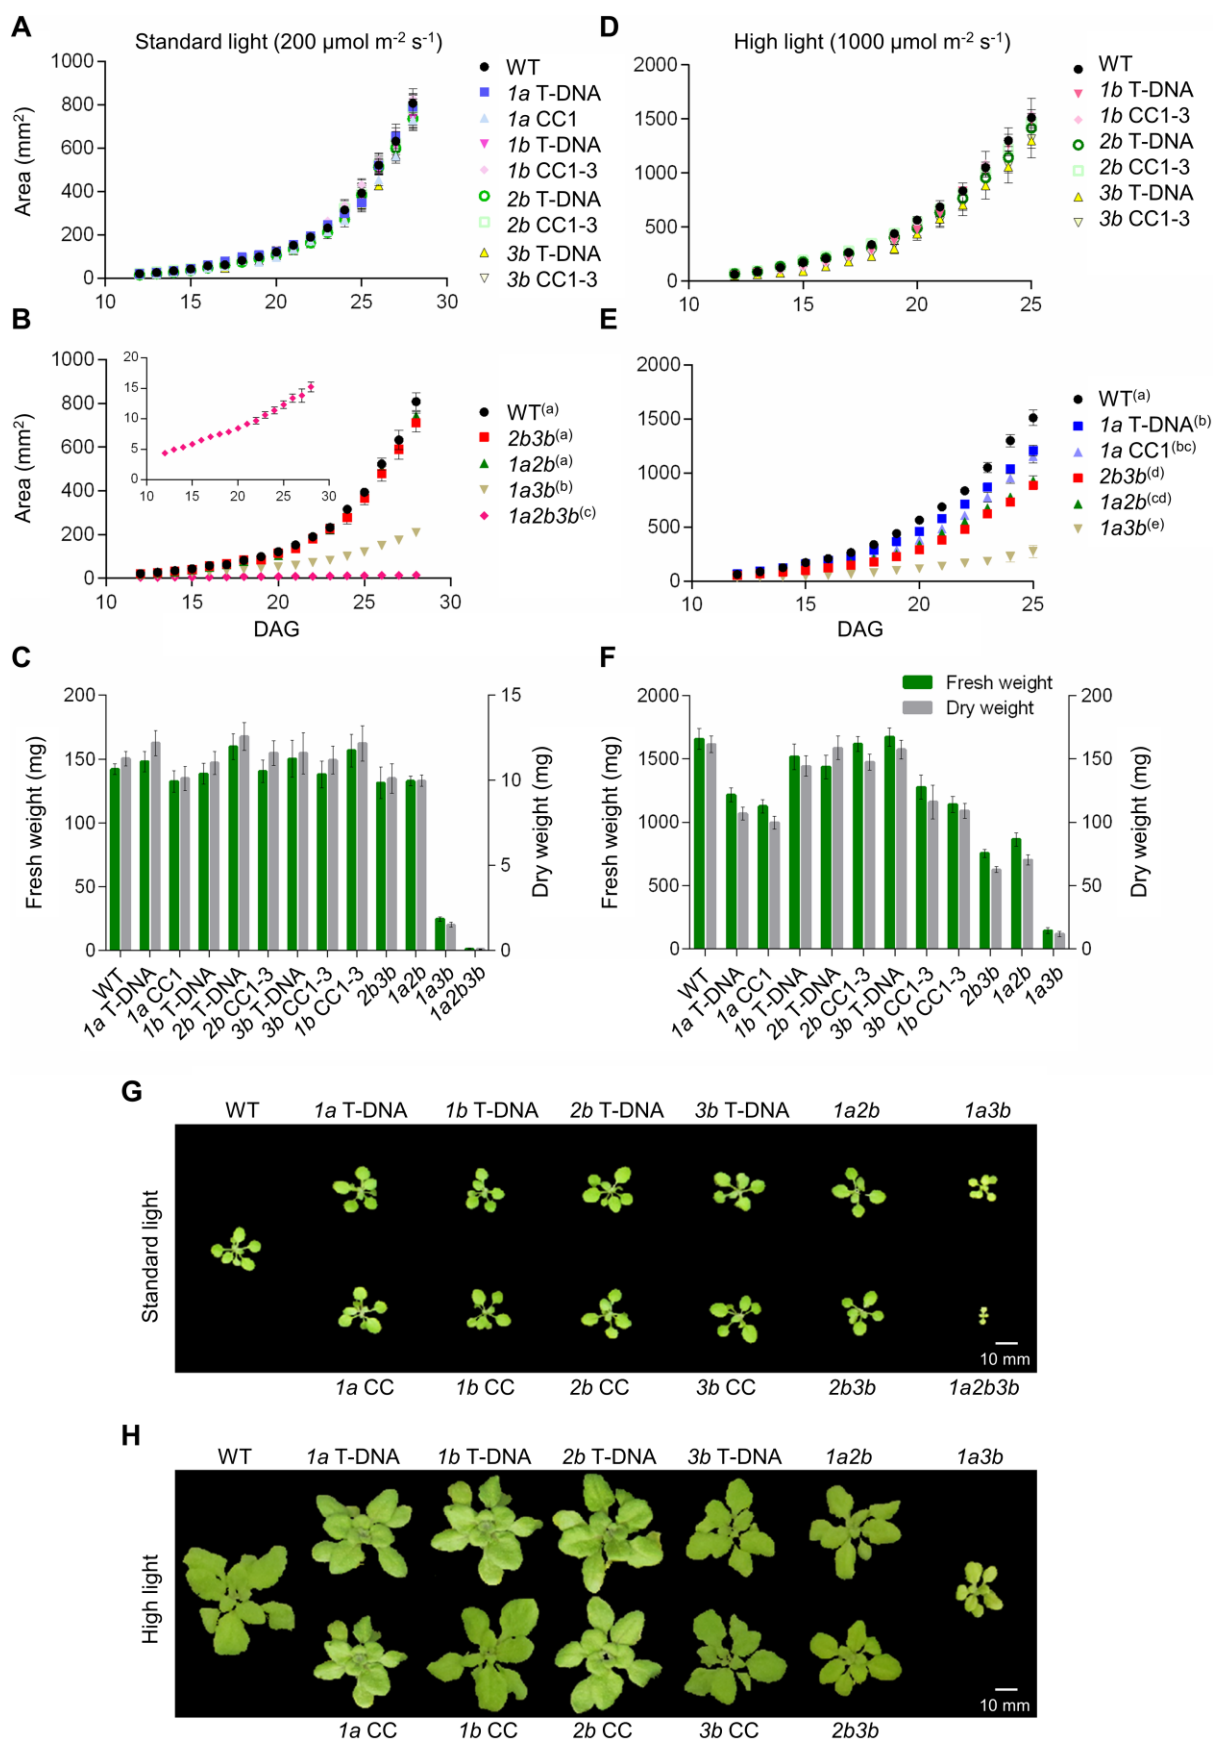 A
Standard light (200 µmol m-2 s-1)
1000
800
600
400
200
0
10
15
20
25
30
Area (mm2)
WT
1a T-DNA
1a CC1
1b T-DNA
1b CC1-3
2b T-DNA
2b CC1-3
3b T-DNA
3b CC1-3
D
High light (1000 µmol m-2 s-1)
2000
1500
1000
500
0
10
15
20
25
WT
1b T-DNA
1b CC1-3
2b T-DNA
2b CC1-3
3b T-DNA
3b CC1-3
B
1000
800
600
400
200
0
10
15
20
25
30
Area (mm2)
DAG
20
15
10
5
0
10 12 14 16 18 20 22 24 26 28 30
WT(a)
2b3b(a)
1a2b(a)
1a3b(b)
1a2b3b(c)
E
2000
1500
1000
500
0
10
15
20
25
DAG
WT(a)
1a T-DNA(b)
1a CC1(bc)
2b3b(d)
1a2b(cd)
1a3b(e)
C
200
150
100
50
0
Fresh weight (mg)
15
10
5
0
Dry weight (mg)
WT
1a T-DNA
1a CC1
1b T-DNA
2b T-DNA
2b CC1-3
3b T-DNA
3b CC1-3
1b CC1-3
2b3b
1a2b
1a3b
1a2b3b
F
Fresh weight
Dry weight
2000
1500
1000
500
0
Fresh weight (mg)
200
150
100
50
0
Dry weight (mg)
WT
1a T-DNA
1a CC1
1b T-DNA
2b T-DNA
2b CC1-3
3b T-DNA
3b CC1-3
1b CC1-3
2b3b
1a2b
1a3b
G
WT 1a T-DNA 1b T-DNA 2b T-DNA 3b T-DNA 1a2b 1a3b
Standard light
10 mm
1a CC 1b CC 2b CC 3b CC 2b3b 1a2b3b
H
WT 1a T-DNA 1b T-DNA 2b T-DNA 3b T-DNA 1a2b 1a3b
High light
10 mm
1a CC 1b CC 2b CC 3b CC 2b3b